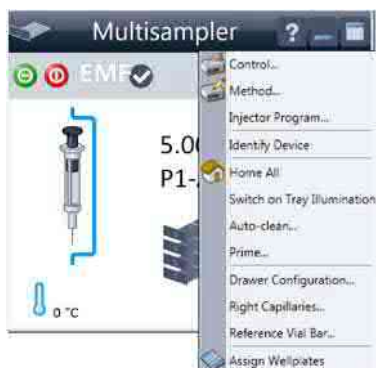 Multisampler ?
EMF
5.00
P1-
0 °C
Control...
Method...
Injector Program...
Identify Device
Home All
Switch on Tray Illumination
Auto-clean...
Prime...
Drawer Configuration...
Right Capillaries...
Reference Vial Bar...
Assign Wellplates